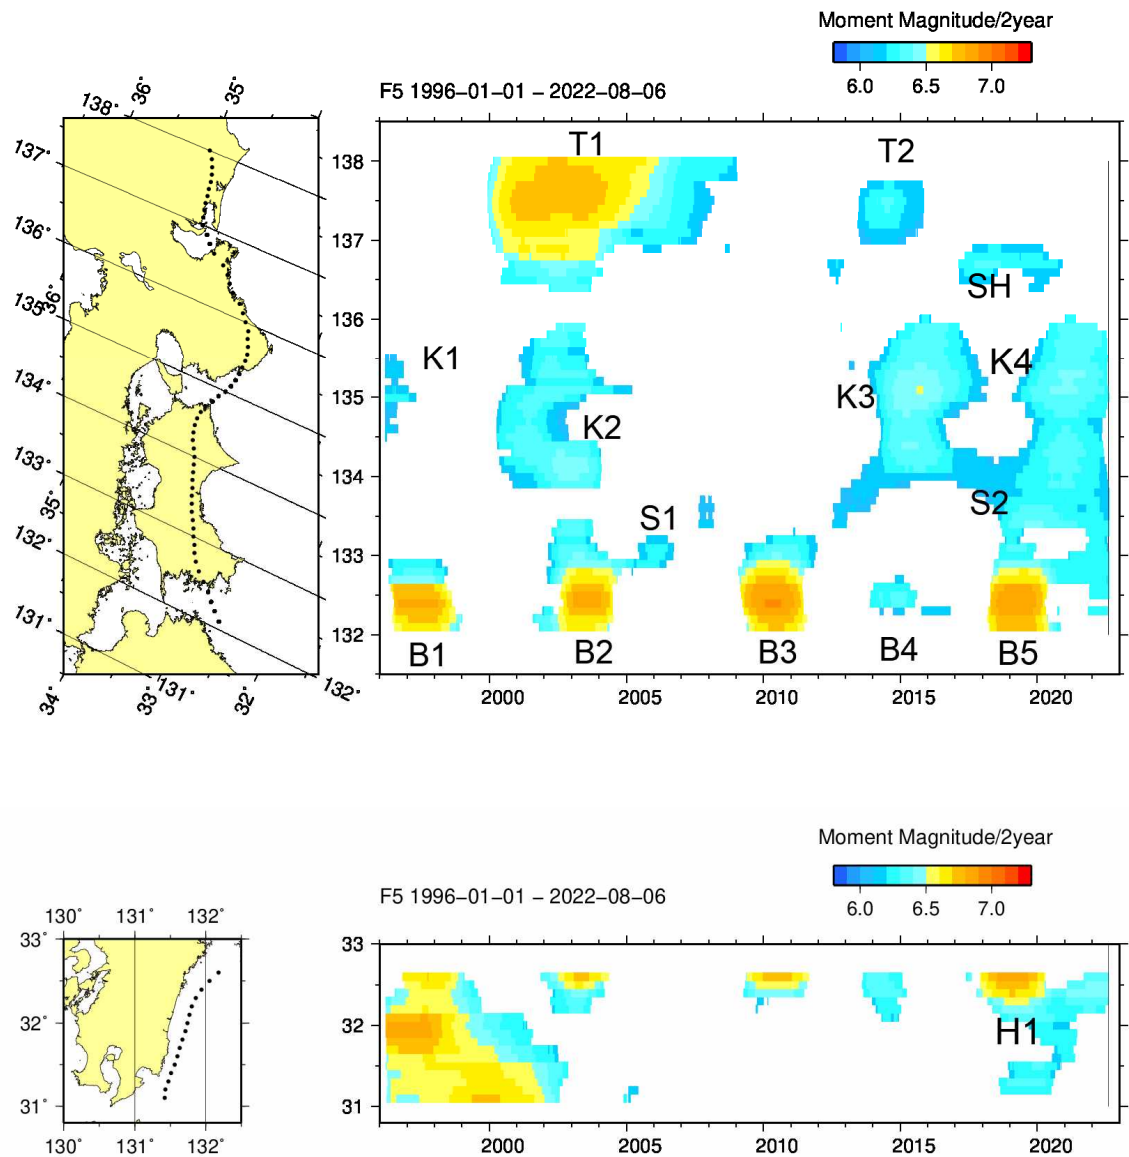 Moment Magnitude/2year
6.0 6.5 7.0
F5 1996-01-01 - 2022-08-06
138° 36° 35°
137°
136°
135°
36°
134°
133°
35°
132°
131°
34° 33° 131° 32° 132°
138
137
136
135
134
133
132
T1
T2
SH
K1
K4
K3
K2
S2
S1
B1 B2 B3 B4 B5
2000 2005 2010 2015 2020
Moment Magnitude/2year
6.0 6.5 7.0
F5 1996-01-01 - 2022-08-06
130° 131° 132°
33°
32°
31°
130° 131° 132°
33
32
31
H1
2000 2005 2010 2015 2020